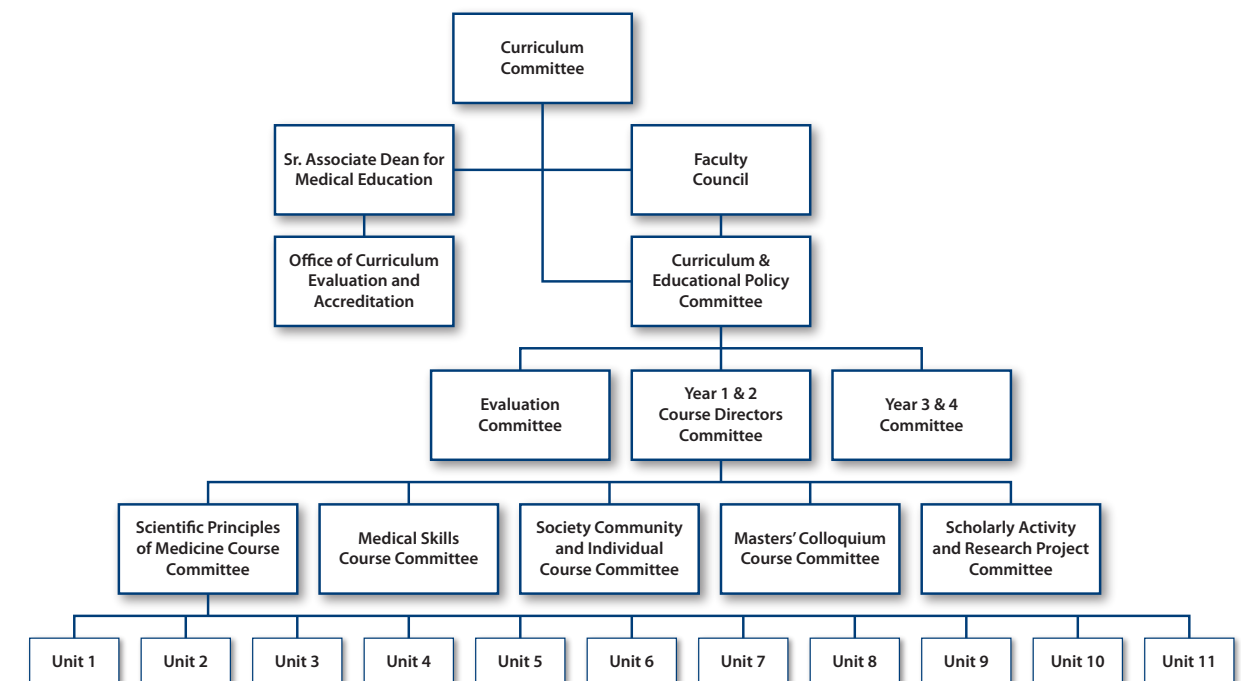 Curriculum
Committee
Sr. Associate Dean for
Medical Education
Faculty
Council
Office of Curriculum
Evaluation and
Accreditation
Curriculum &
Educational Policy
Committee
Evaluation
Committee
Year 1 & 2
Course Directors
Committee
Year 3 & 4
Committee
Scientific Principles
of Medicine Course
Committee
Medical Skills
Course Committee
Society Community
and Individual
Course Committee
Masters’ Colloquium
Course Committee
Scholarly Activity
and Research Project
Committee
Unit 1
Unit 2
Unit 3
Unit 4
Unit 5
Unit 6
Unit 7
Unit 8
Unit 9
Unit 10
Unit 11